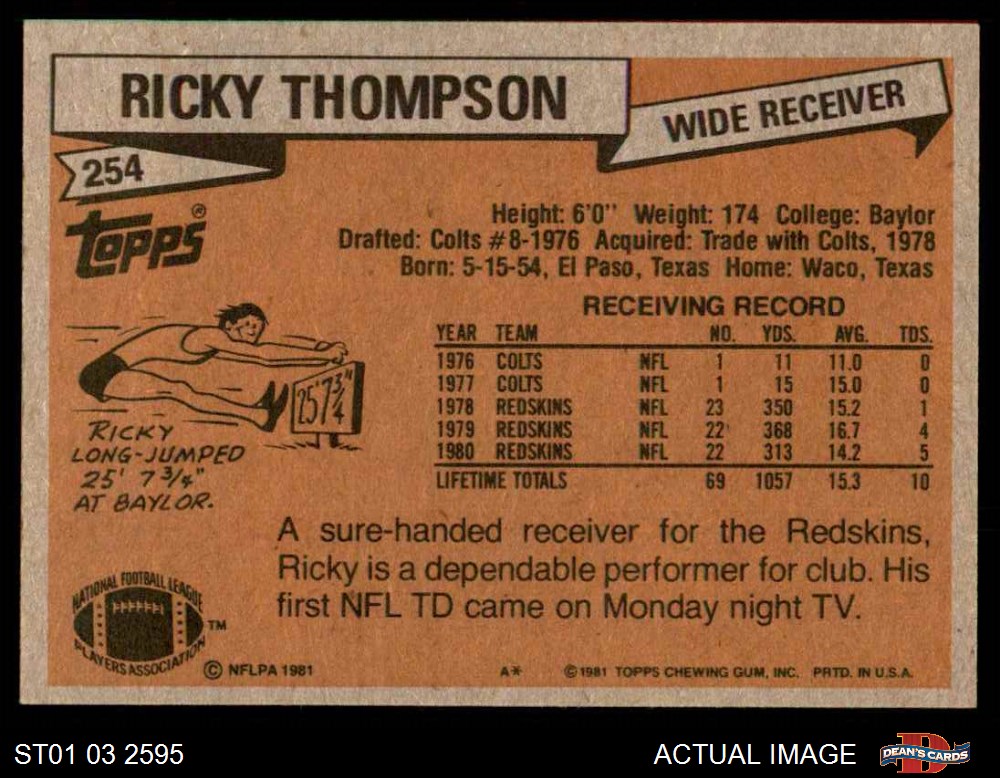 RICKY THOMPSON
WIDE RECEIVER
254
Topps®
Height: 6'0" Weight: 174 College: Baylor
Drafted: Colts #8-1976 Acquired: Trade with Colts, 1978
Born: 5-15-54, El Paso, Texas Home: Waco, Texas
RECEIVING RECORD
YEAR TEAM NO. YDS. AVG. TDS.
1976 COLTS NFL 1 11 11.0 0
1977 COLTS NFL 1 15 15.0 0
1978 REDSKINS NFL 23 350 15.2 1
1979 REDSKINS NFL 22 368 16.7 4
1980 REDSKINS NFL 22 313 14.2 5
LIFETIME TOTALS 69 1057 15.3 10
25' 7 3/4"
RICKY
LONG-JUMPED
25' 7 3/4"
AT BAYLOR.
A sure-handed receiver for the Redskins,
Ricky is a dependable performer for club. His
first NFL TD came on Monday night TV.
NATIONAL FOOTBALL LEAGUE
PLAYERS ASSOCIATION
TM
© NFLPA 1981
A*
© 1981 TOPPS CHEWING GUM, INC. PRTD. IN U.S.A.
ST01 03 2595
ACTUAL IMAGE
D
DEAN'S CARDS